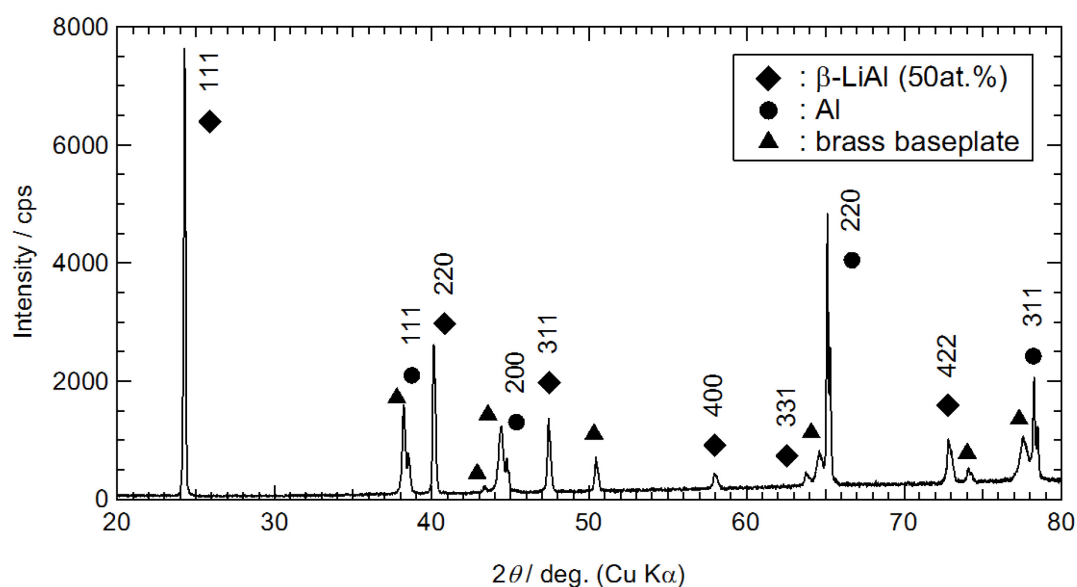 8000
6000
4000
2000
0
Intensity / cps
111
111
220
200
311
400
331
220
422
311
: β-LiAl (50at.%)
: Al
: brass baseplate
20 30 40 50 60 70 80
2θ / deg. (Cu Kα)